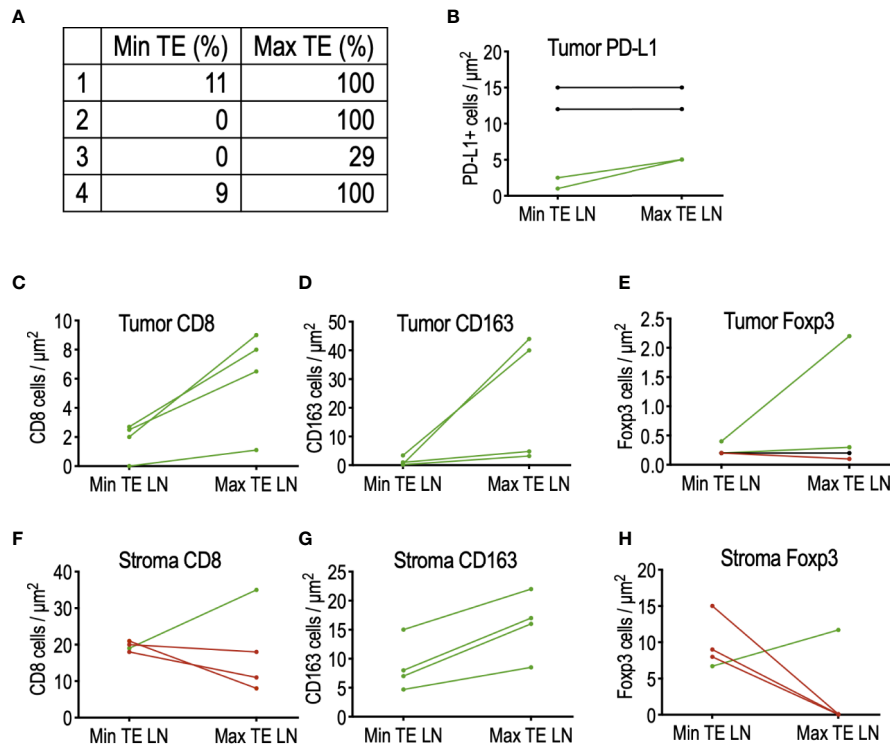 A
Min TE (%) Max TE (%)
1 11 100
2 0 100
3 0 29
4 9 100
B
Tumor PD-L1
PD-L1+ cells / μm²
20
15
10
5
0
Min TE LN Max TE LN
C
Tumor CD8
CD8 cells / μm²
10
8
6
4
2
0
Min TE LN Max TE LN
D
Tumor CD163
CD163 cells / μm²
50
40
30
20
10
0
Min TE LN Max TE LN
E
Tumor Foxp3
Foxp3 cells / μm²
2.5
2.0
1.5
1.0
0.5
0.0
Min TE LN Max TE LN
F
Stroma CD8
CD8 cells / μm²
40
30
20
10
0
Min TE LN Max TE LN
G
Stroma CD163
CD163 cells / μm²
25
20
15
10
5
0
Min TE LN Max TE LN
H
Stroma Foxp3
Foxp3 cells / μm²
20
15
10
5
0
Min TE LN Max TE LN